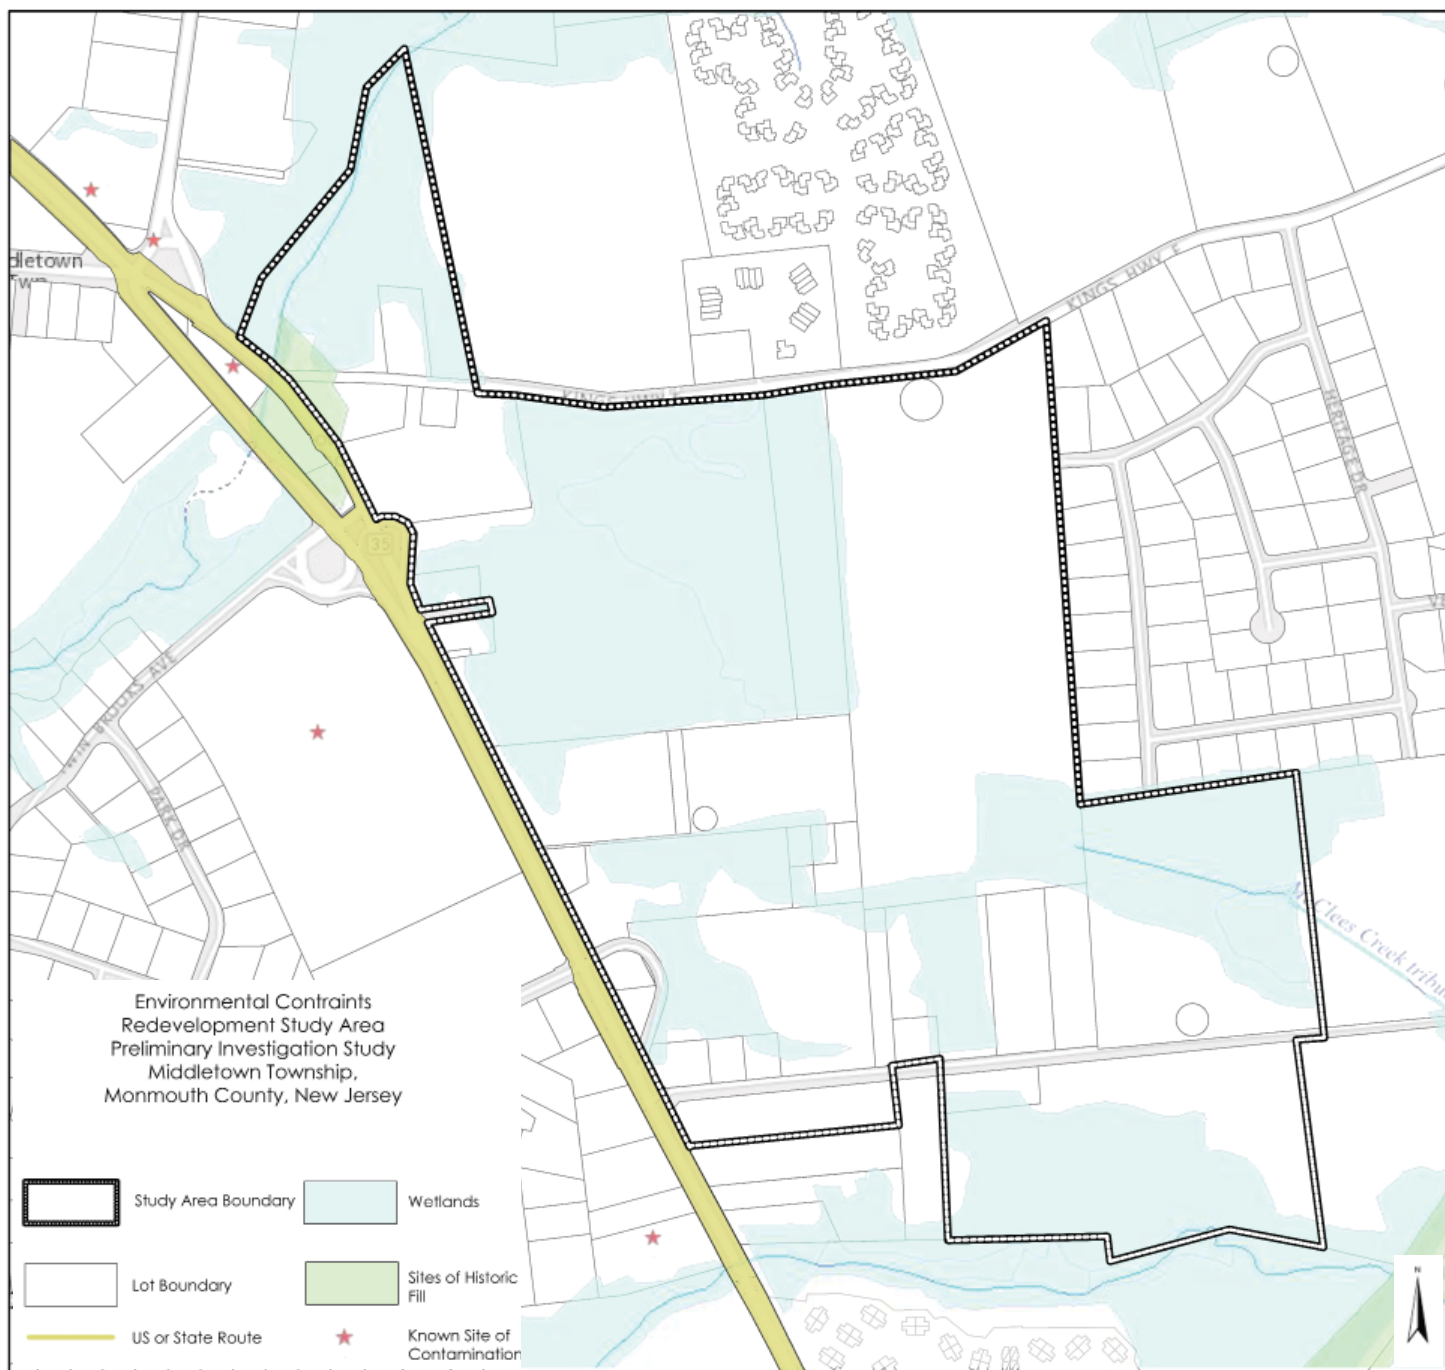 dletown
Twp
KINGS HWY E
KINGS HWY E
HERITAGE DR
35
TWIN BROOKS AVE
PARK DR
McClees Creek tribu
Environmental Contraints
Redevelopment Study Area
Preliminary Investigation Study
Middletown Township,
Monmouth County, New Jersey
Study Area Boundary
Wetlands
Lot Boundary
Sites of Historic
Fill
US or State Route
Known Site of
Contamination
N